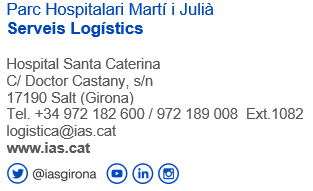 Parc Hospitalari Martí i Julià
Serveis Logístics
Hospital Santa Caterina
C/ Doctor Castany, s/n
17190 Salt (Girona)
Tel. +34 972 182 600 / 972 189 008  Ext.1082
logistica@ias.cat
www.ias.cat
@iasgirona